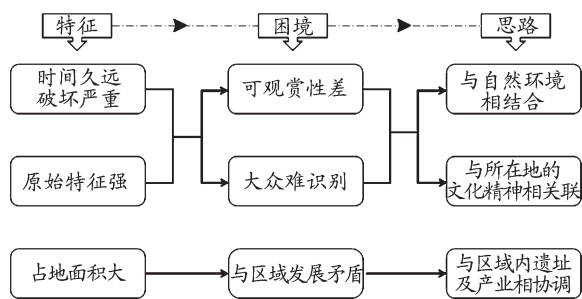 特征 困境 思路
时间久远
破坏严重
可观赏性差
与自然环境
相结合
原始特征强
大众难识别
与所在地的
文化精神相关联
占地面积大
与区域发展矛盾
与区域内遗址
及产业相协调